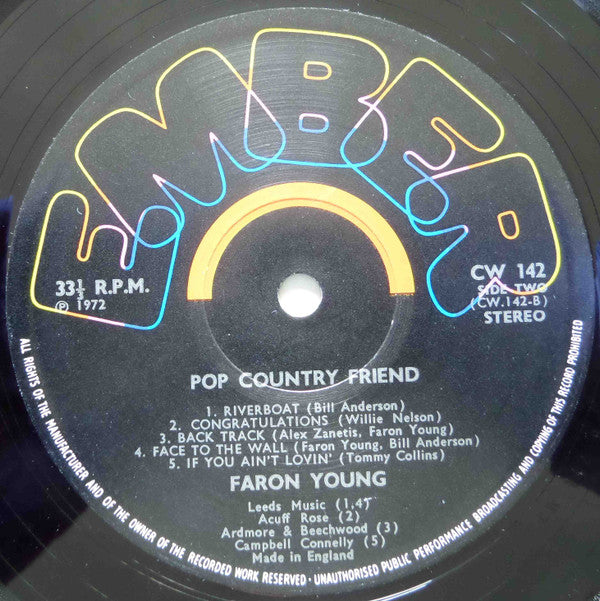 EMBER
33⅓ R.P.M.
Ⓟ 1972
CW 142
SIDE TWO
(CW.142-B)
STEREO
POP COUNTRY FRIEND
1. RIVERBOAT (Bill Anderson)
2. CONGRATULATIONS (Willie Nelson)
3. BACK TRACK (Alex Zanetis, Faron Young)
4. FACE TO THE WALL (Faron Young, Bill Anderson)
5. IF YOU AIN'T LOVIN' (Tommy Collins)
FARON YOUNG
Leeds Music (1,4)
Acuff Rose (2)
Ardmore & Beechwood (3)
Campbell Connelly (5)
Made in England
ALL RIGHTS OF THE MANUFACTURER AND OF THE OWNER OF THE RECORDED WORK RESERVED · UNAUTHORISED PUBLIC PERFORMANCE BROADCASTING AND COPYING OF THIS RECORD PROHIBITED